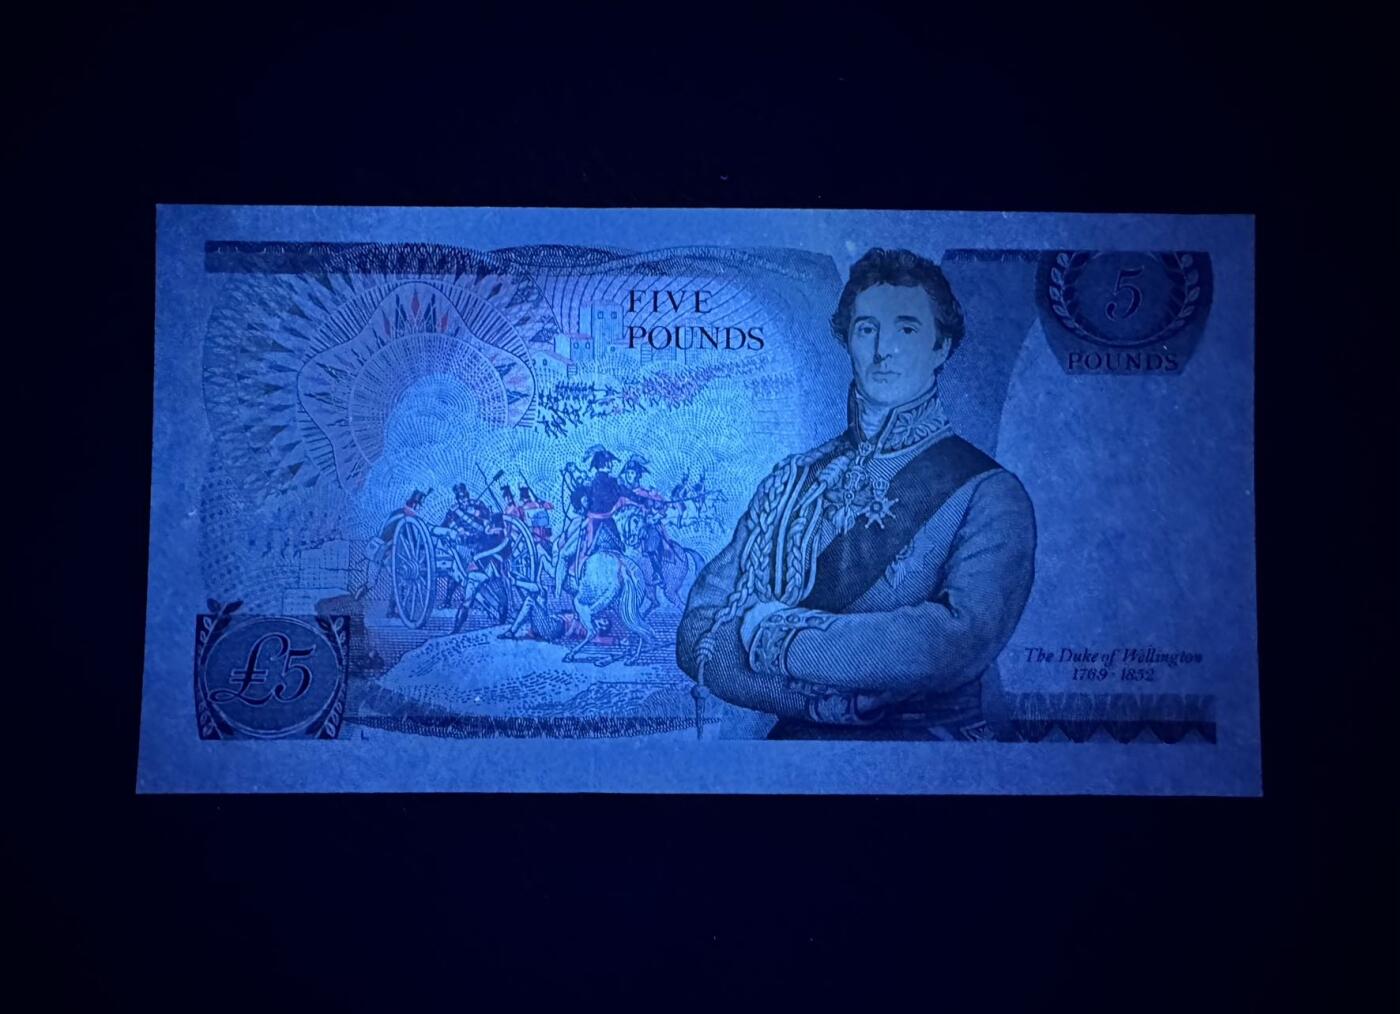 FIVE
POUNDS
5
POUNDS
£5
The Duke of Wellington
1769-1852